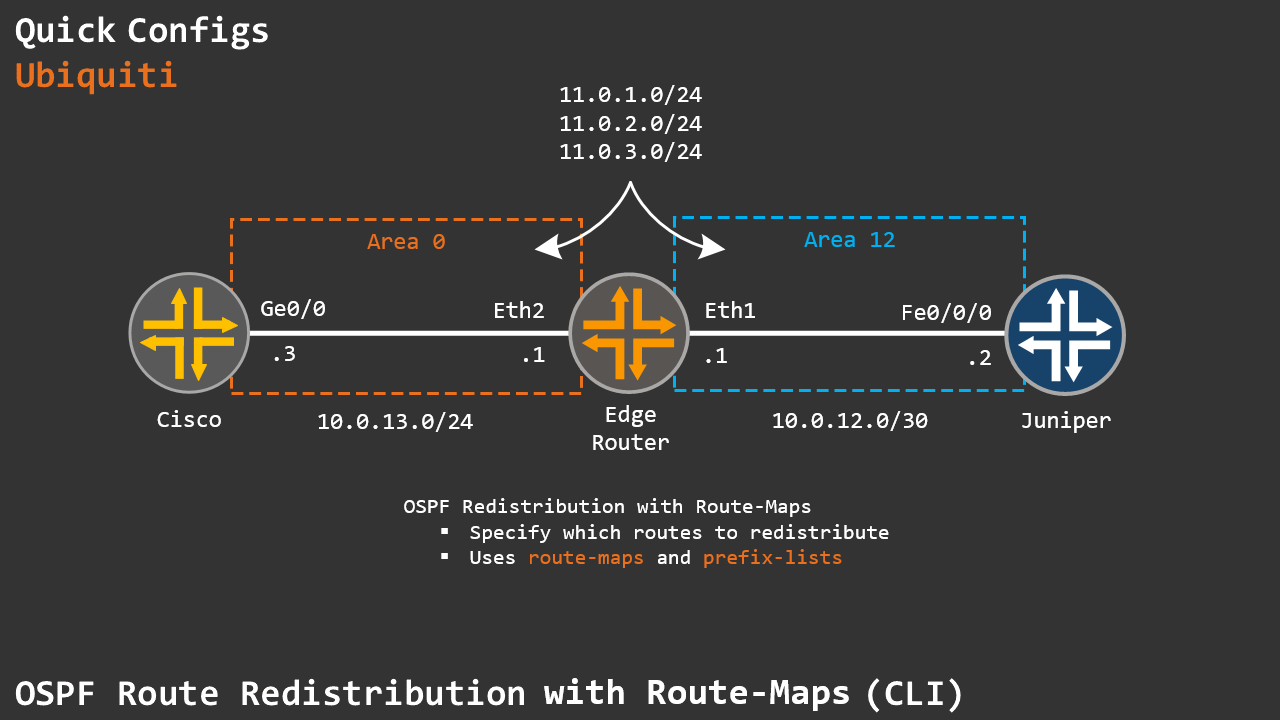 Quick Configs
Ubiquiti
11.0.1.0/24
11.0.2.0/24
11.0.3.0/24
Area 0
Area 12
Ge0/0
Eth2
Eth1
Fe0/0/0
.3
.1
.1
.2
Cisco
10.0.13.0/24
Edge
Router
10.0.12.0/30
Juniper
OSPF Redistribution with Route-Maps
▪ Specify which routes to redistribute
▪ Uses route-maps and prefix-lists
OSPF Route Redistribution with Route-Maps (CLI)